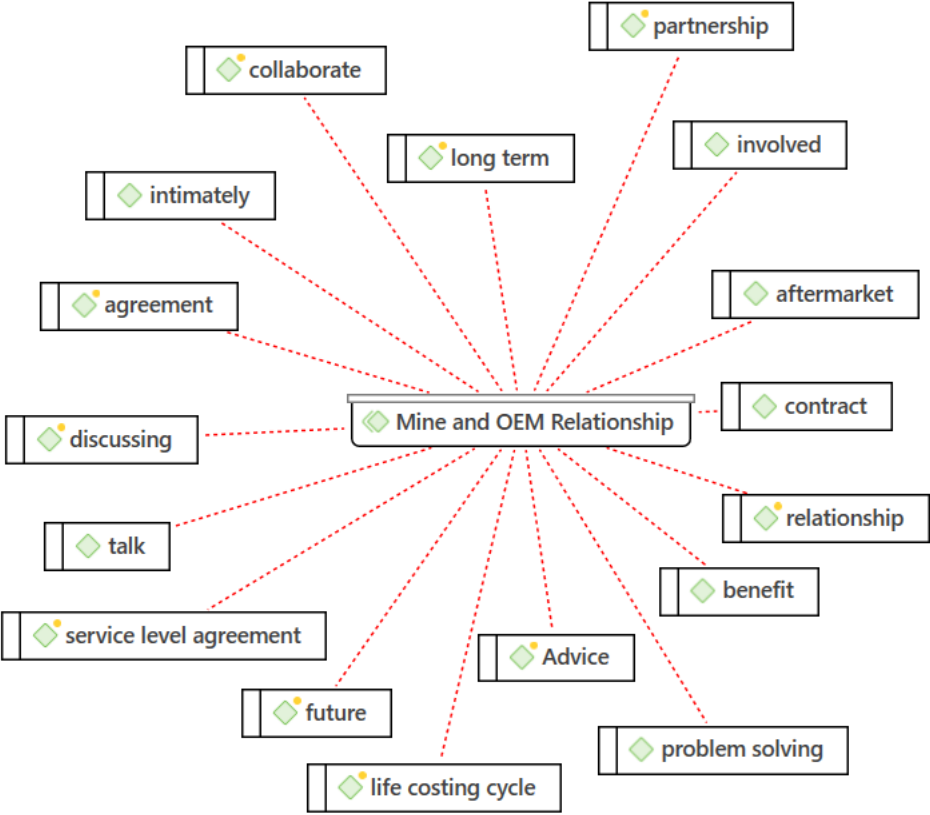 partnership
collaborate
involved
long term
intimately
aftermarket
agreement
contract
Mine and OEM Relationship
discussing
relationship
talk
benefit
service level agreement
Advice
future
problem solving
life costing cycle